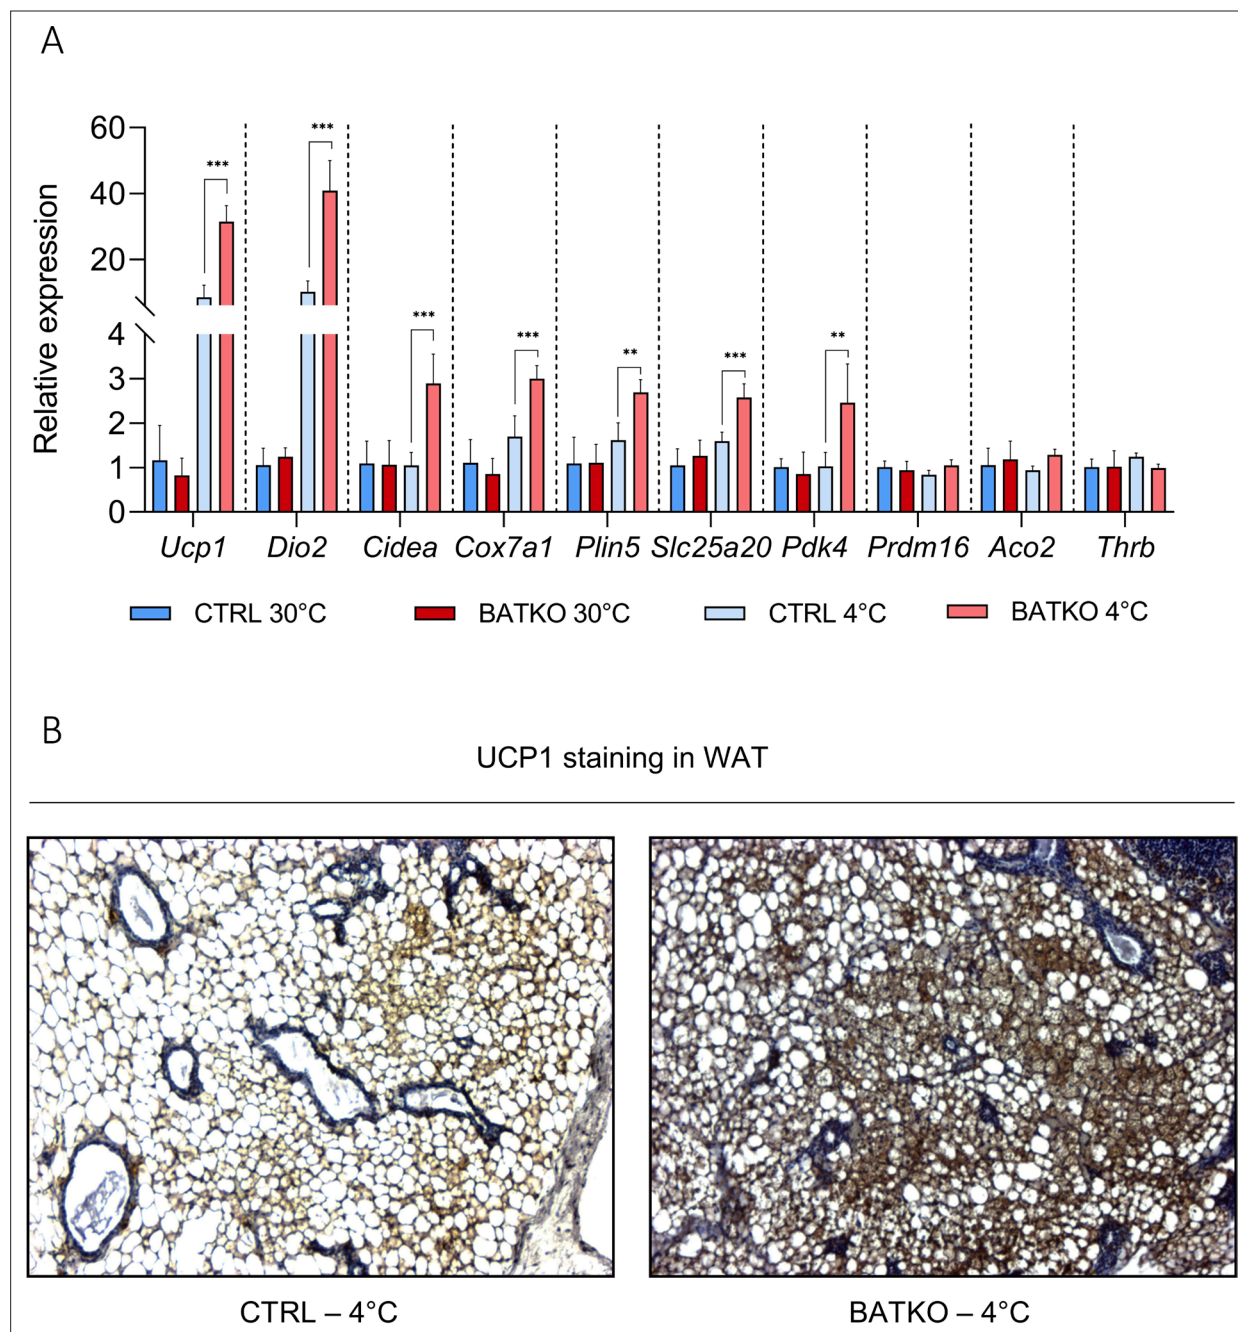 A
Relative expression
60
40
20
4
3
2
1
0
*** *** *** *** ** *** **
Ucp1 Dio2 Cidea Cox7a1 Plin5 Slc25a20 Pdk4 Prdm16 Aco2 Thrb
CTRL 30°C BATKO 30°C CTRL 4°C BATKO 4°C
B
UCP1 staining in WAT
CTRL – 4°C BATKO – 4°C